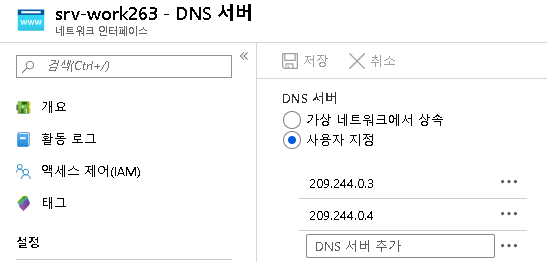 srv-work263 - DNS 서버
네트워크 인터페이스
검색(Ctrl+/)
«
저장
취소
개요
활동 로그
액세스 제어(IAM)
태그
설정
DNS 서버
가상 네트워크에서 상속
사용자 지정
209.244.0.3
209.244.0.4
DNS 서버 추가